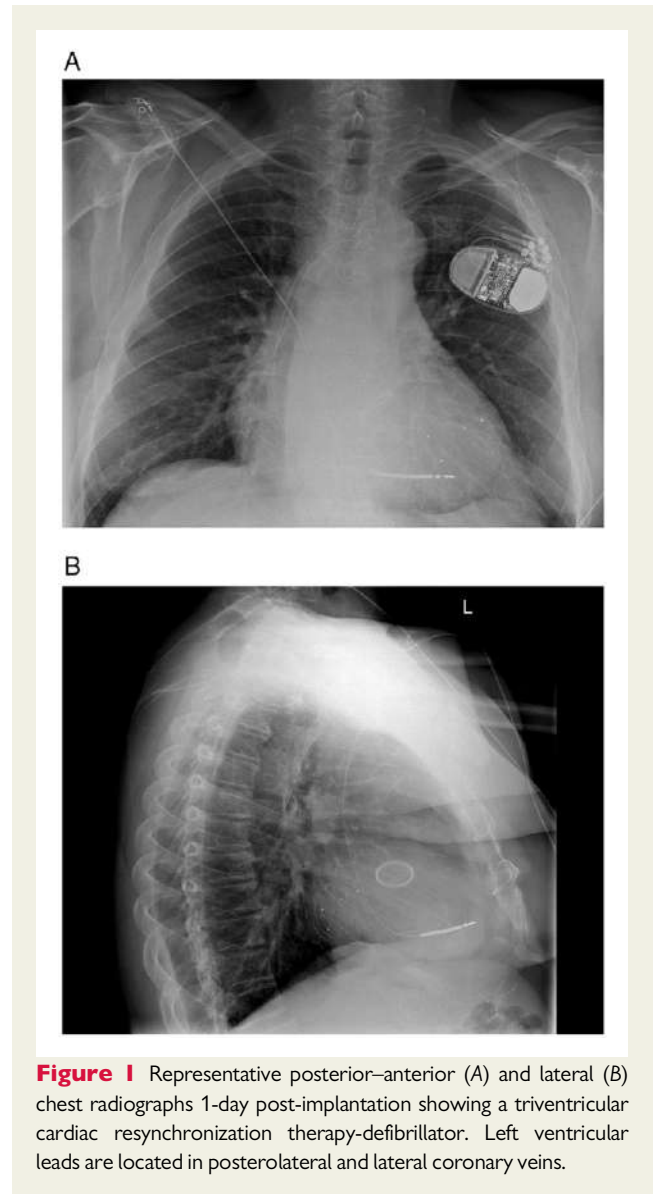 A
B
L
Figure 1 Representative posterior–anterior (A) and lateral (B)
chest radiographs 1-day post-implantation showing a triventricular
cardiac resynchronization therapy-defibrillator. Left ventricular
leads are located in posterolateral and lateral coronary veins.